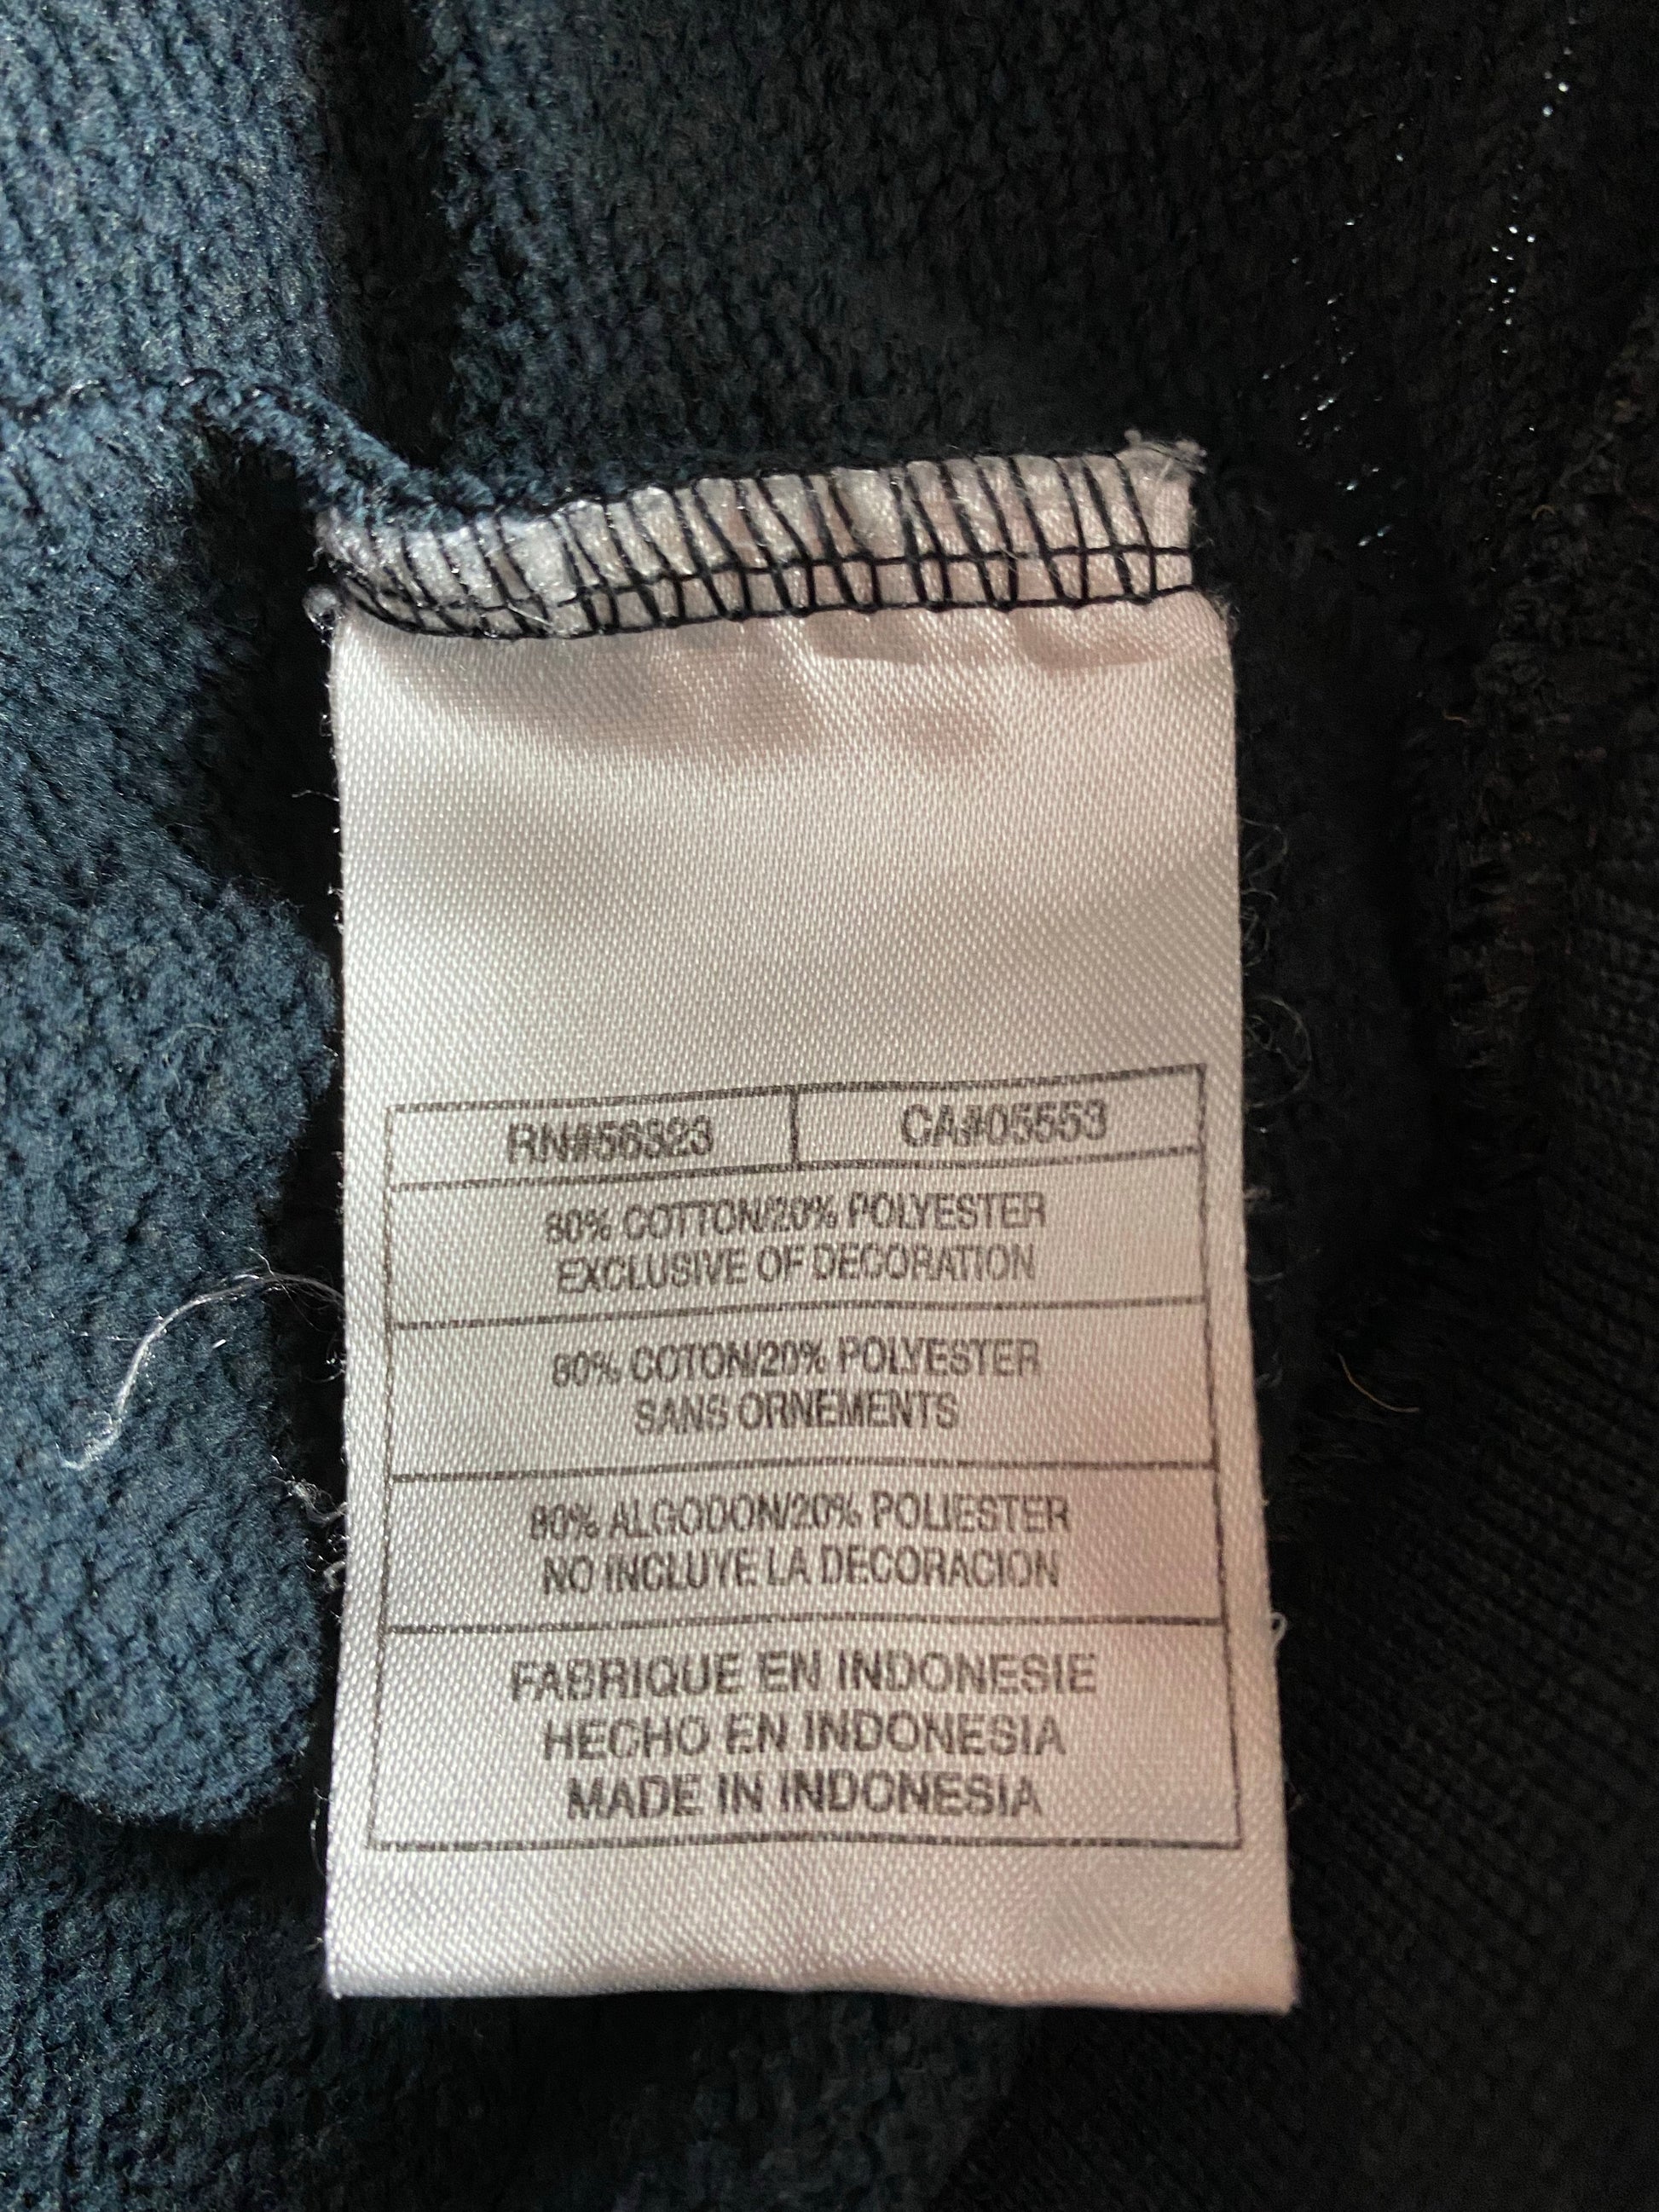 RN#56323 CA#05553
80% COTTON/20% POLYESTER
EXCLUSIVE OF DECORATION
80% COTON/20% POLYESTER
SANS ORNEMENTS
80% ALGODON/20% POLIESTER
NO INCLUYE LA DECORACION
FABRIQUE EN INDONESIE
HECHO EN INDONESIA
MADE IN INDONESIA